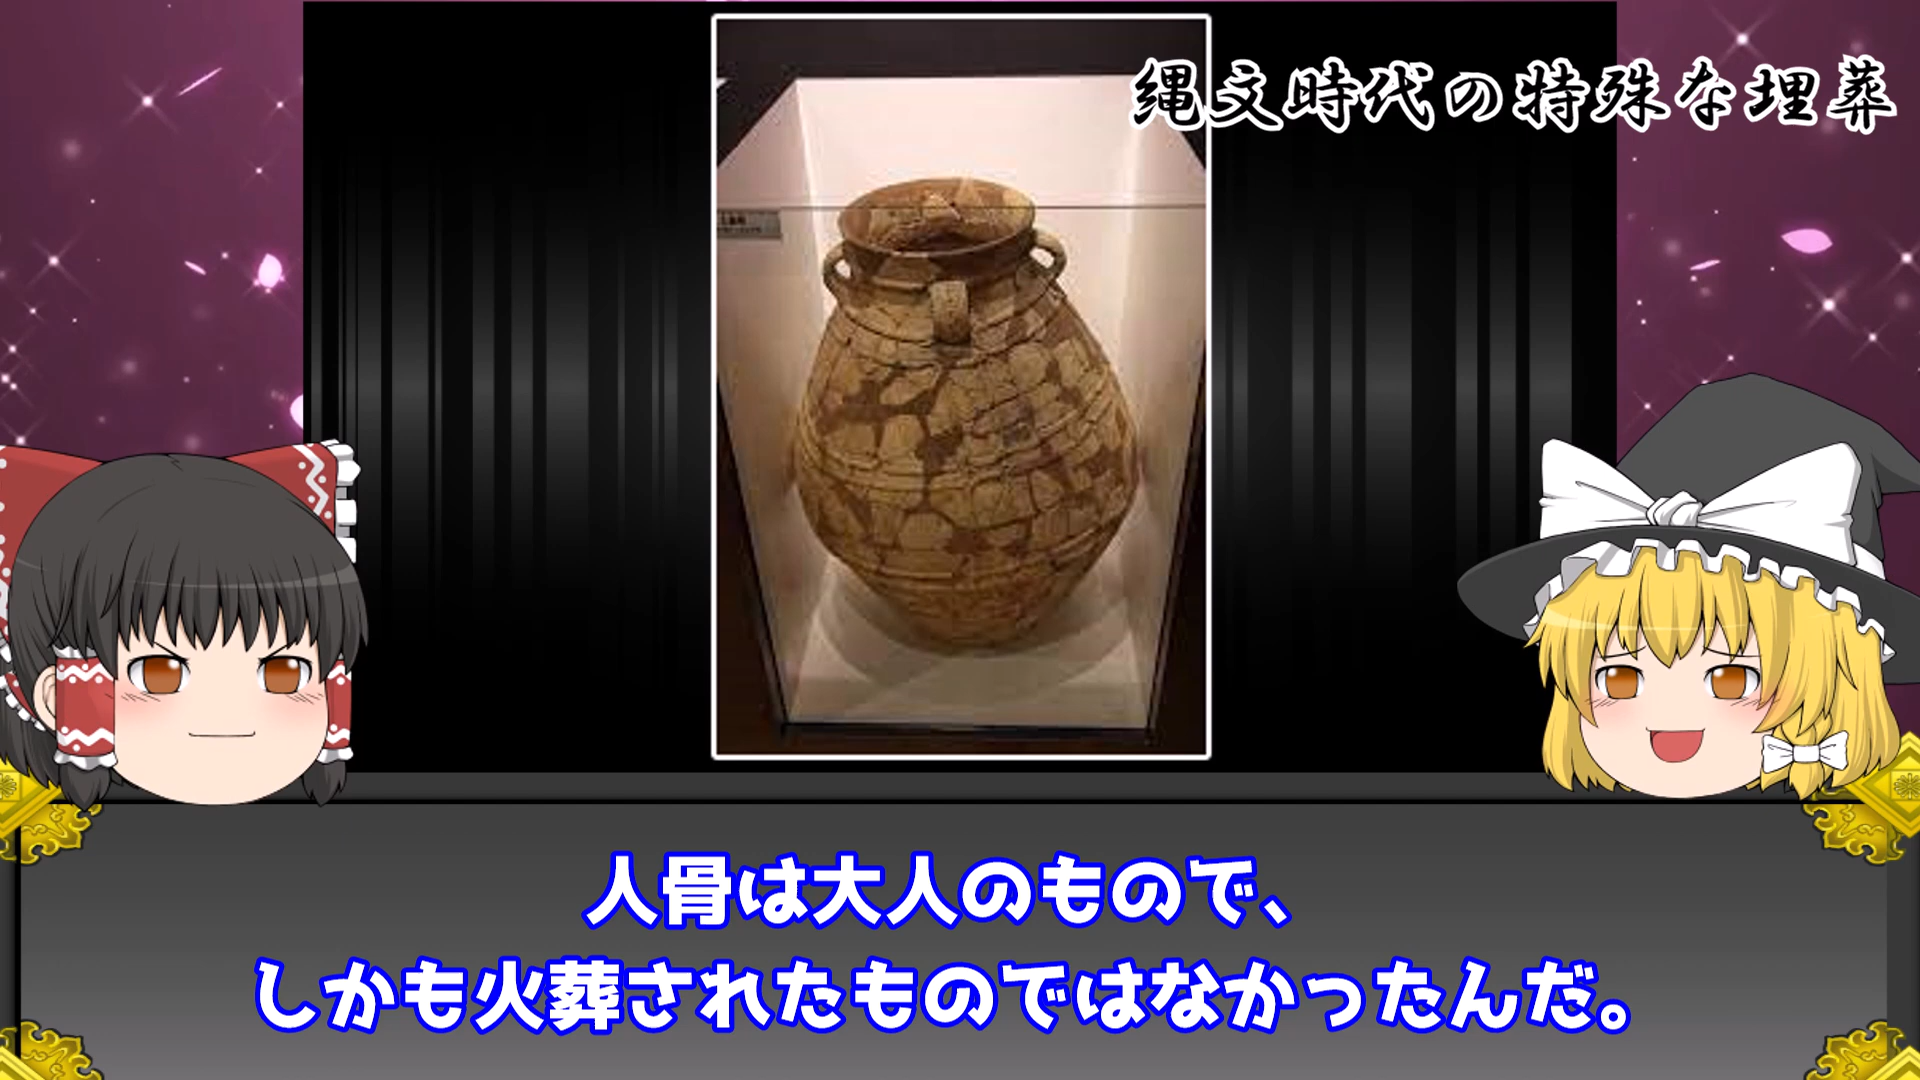 縄文時代の特殊な埋葬
人骨は大人のもので、
しかも火葬されたものではなかったんだ。